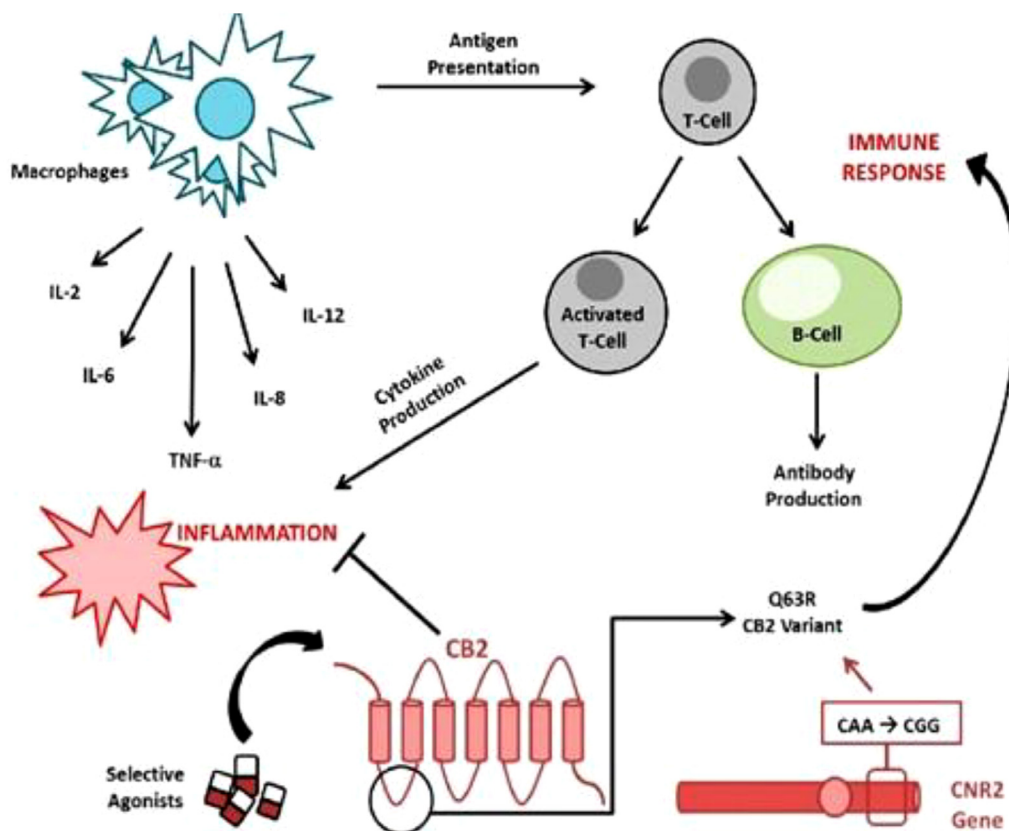 Antigen
Presentation
T-Cell
IMMUNE
RESPONSE
Macrophages
IL-2
IL-6
TNF-α
IL-8
IL-12
Activated
T-Cell
B-Cell
Cytokine
Production
Antibody
Production
INFLAMMATION
Q63R
CB2 Variant
CB2
CAA → CGG
Selective
Agonists
CNR2
Gene